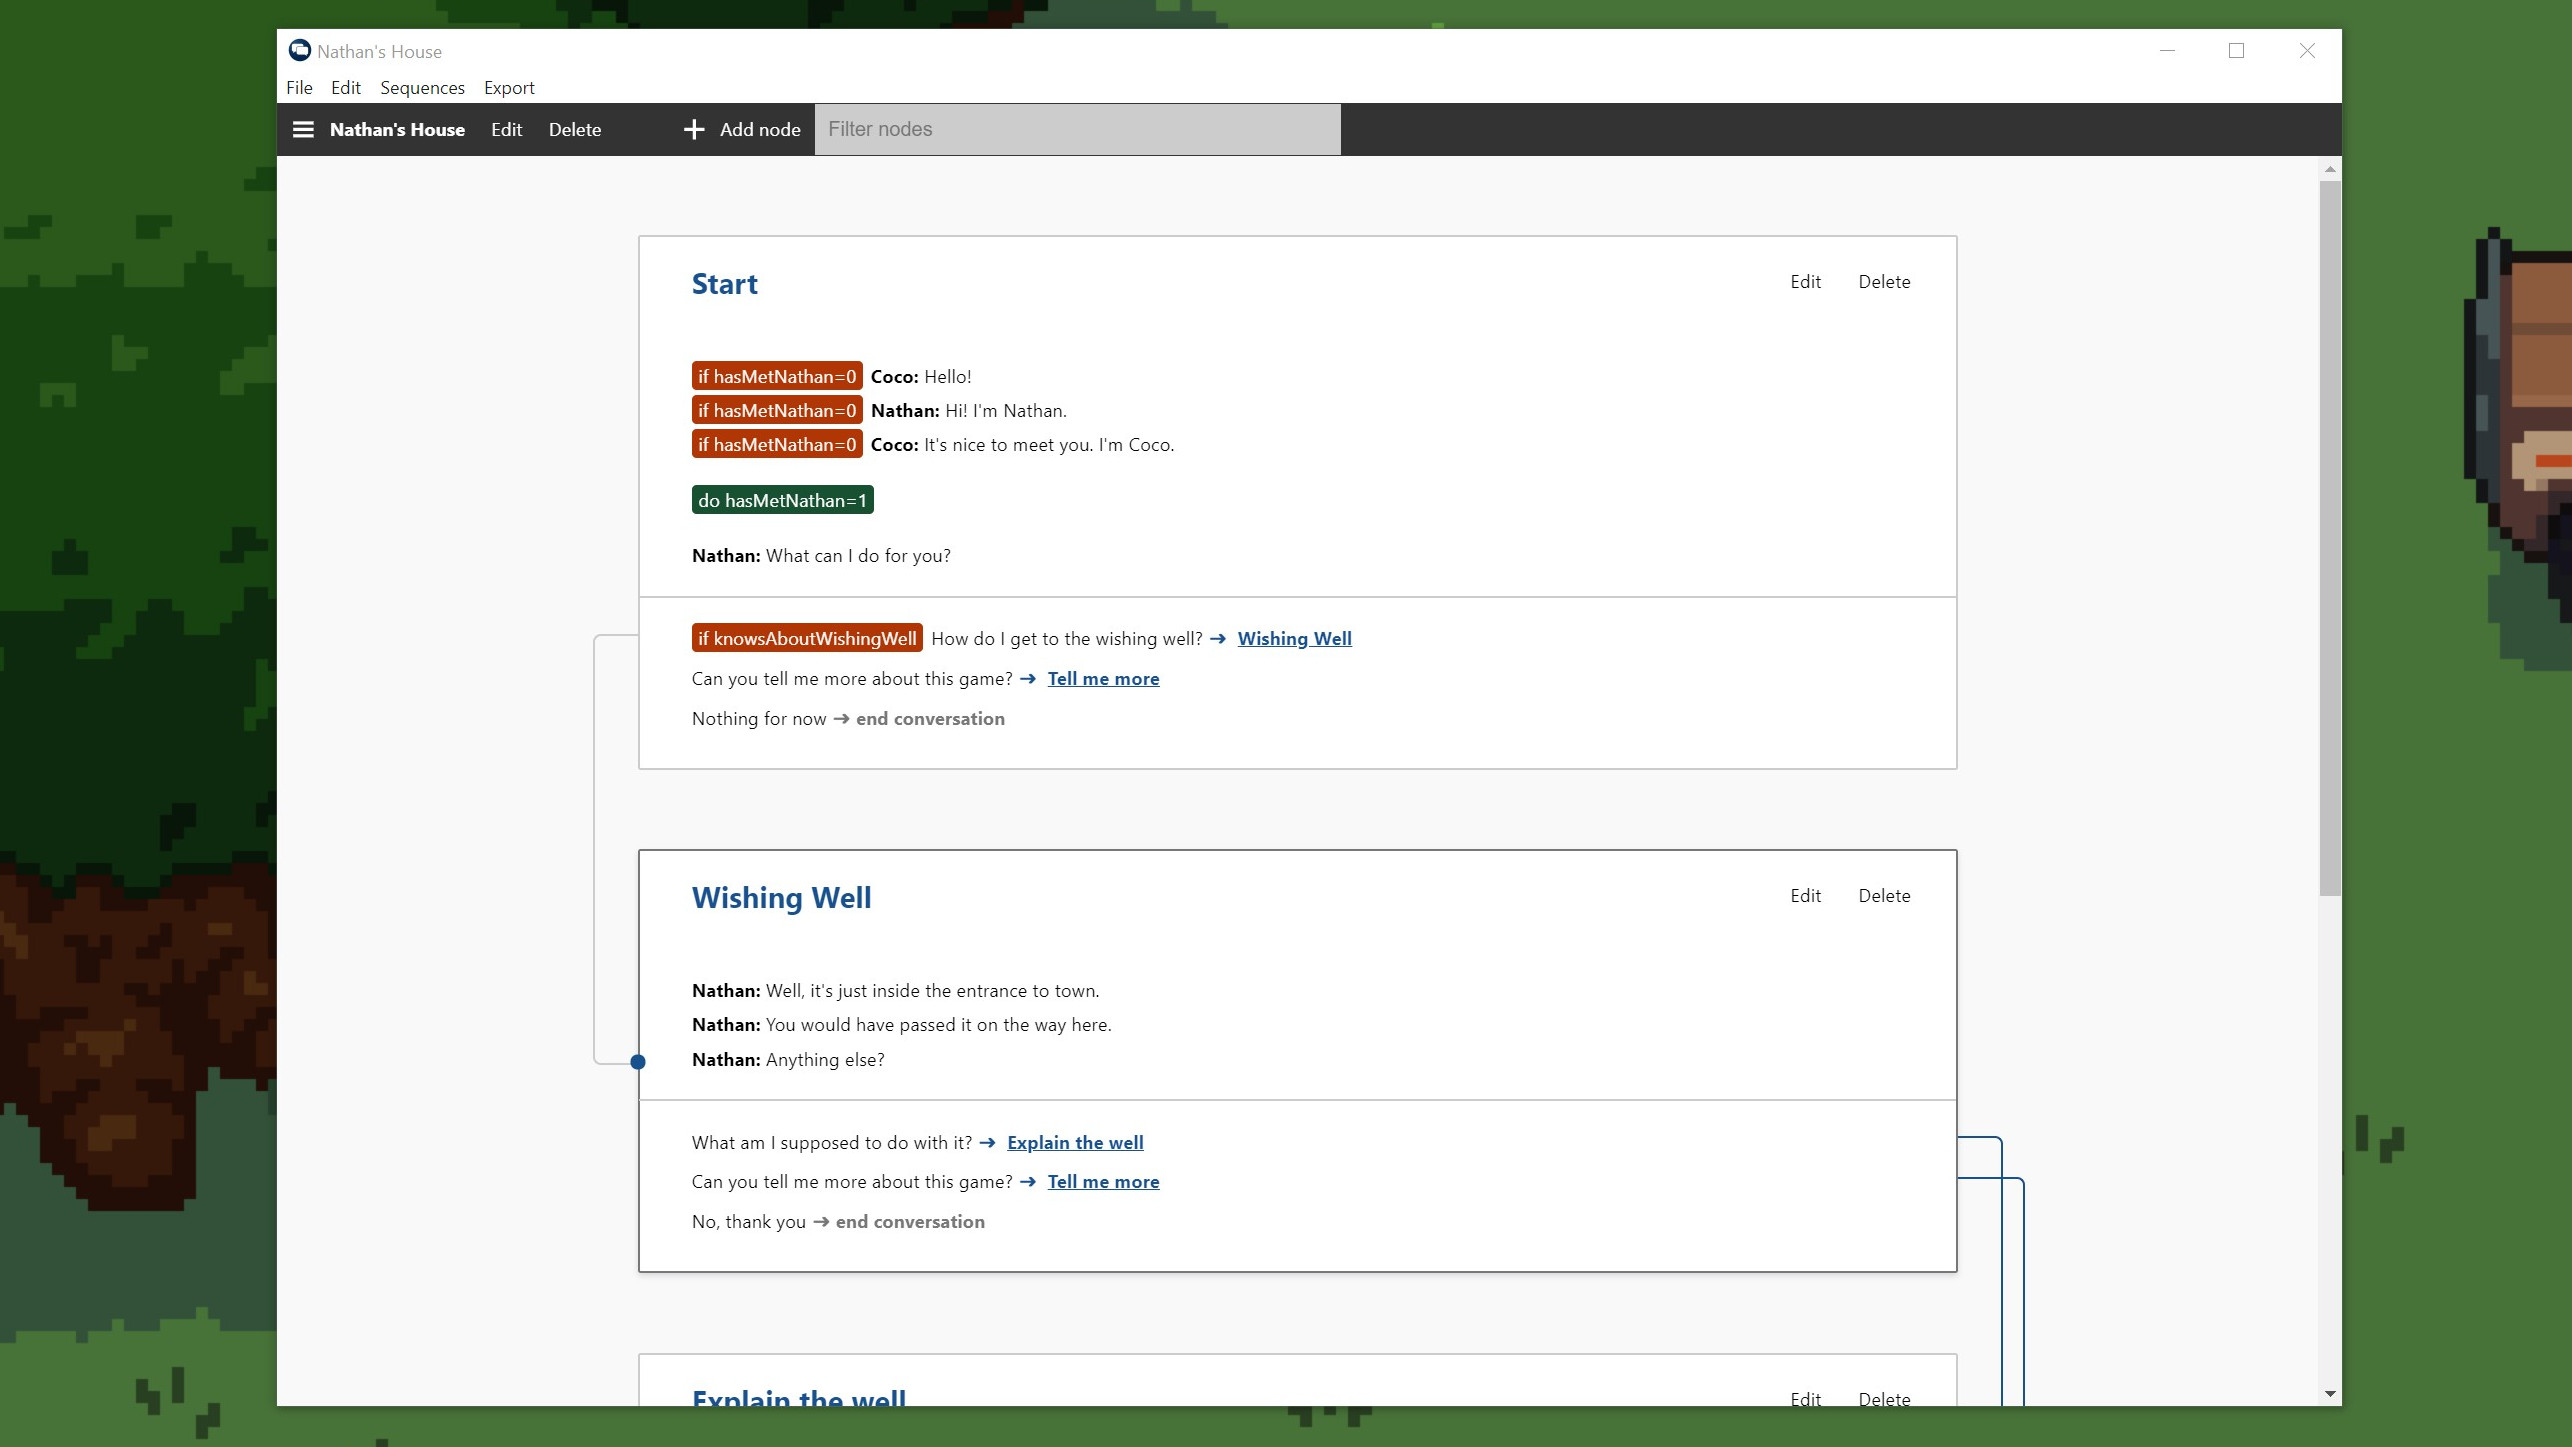 Nathan's House
File Edit Sequences Export
Nathan's House Edit Delete Add node Filter nodes
Start Edit Delete
if hasMetNathan=0 Coco: Hello!
if hasMetNathan=0 Nathan: Hi! I'm Nathan.
if hasMetNathan=0 Coco: It's nice to meet you. I'm Coco.
do hasMetNathan=1
Nathan: What can I do for you?
if knowsAboutWishingWell How do I get to the wishing well? ➜ Wishing Well
Can you tell me more about this game? ➜ Tell me more
Nothing for now ➜ end conversation
Wishing Well Edit Delete
Nathan: Well, it's just inside the entrance to town.
Nathan: You would have passed it on the way here.
Nathan: Anything else?
What am I supposed to do with it? ➜ Explain the well
Can you tell me more about this game? ➜ Tell me more
No, thank you ➜ end conversation
Explain the well Edit Delete